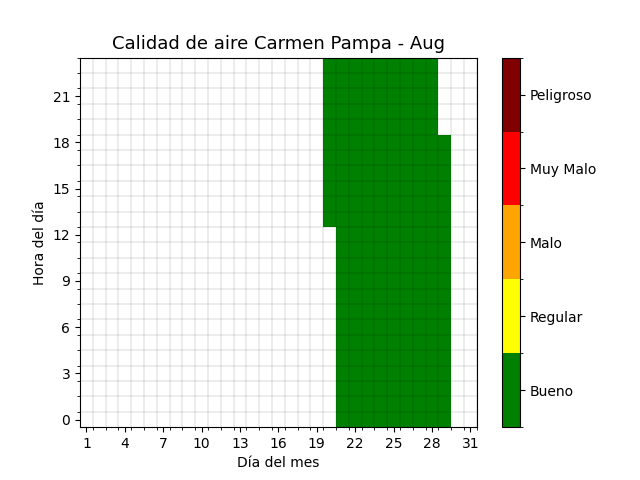 Calidad de aire Carmen Pampa - Aug
Hora del día
21
18
15
12
9
6
3
0
1 4 7 10 13 16 19 22 25 28 31
Día del mes
Peligroso
Muy Malo
Malo
Regular
Bueno